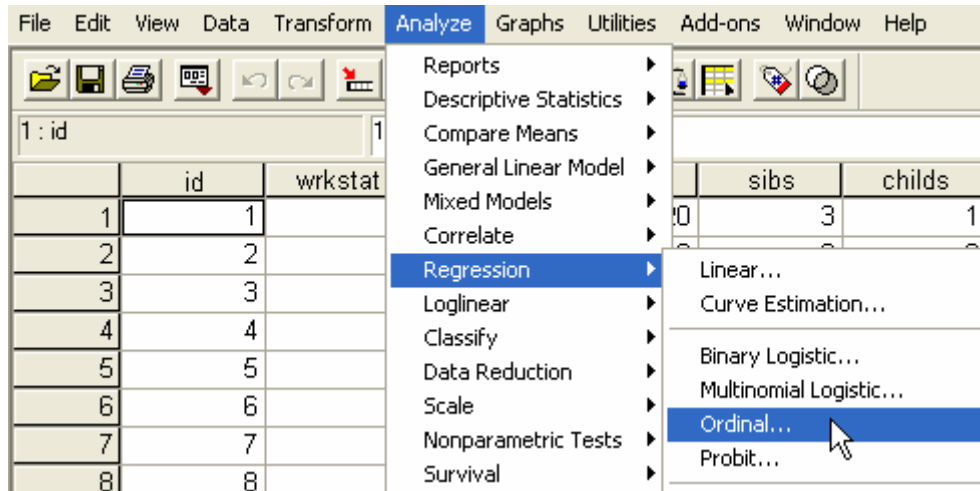 File Edit View Data Transform Analyze Graphs Utilities Add-ons Window Help
1 : id
id wrkstat sibs childs
1 1 3 1
2 2
3 3
4 4
5 5
6 6
7 7
8 8
Reports
Descriptive Statistics
Compare Means
General Linear Model
Mixed Models
Correlate
Regression
Loglinear
Classify
Data Reduction
Scale
Nonparametric Tests
Survival
Linear...
Curve Estimation...
Binary Logistic...
Multinomial Logistic...
Ordinal...
Probit...